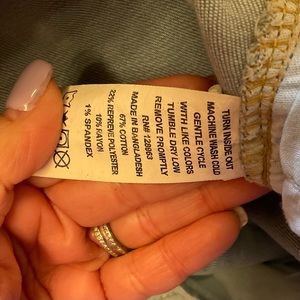 TURN INSIDE OUT
MACHINE WASH COLD
GENTLE CYCLE
WITH LIKE COLORS
TUMBLE DRY LOW
REMOVE PROMPTLY
RN# 128663
MADE IN BANGLADESH
67% COTTON
22% REPREVE POLYESTER
10% RAYON
1% SPANDEX